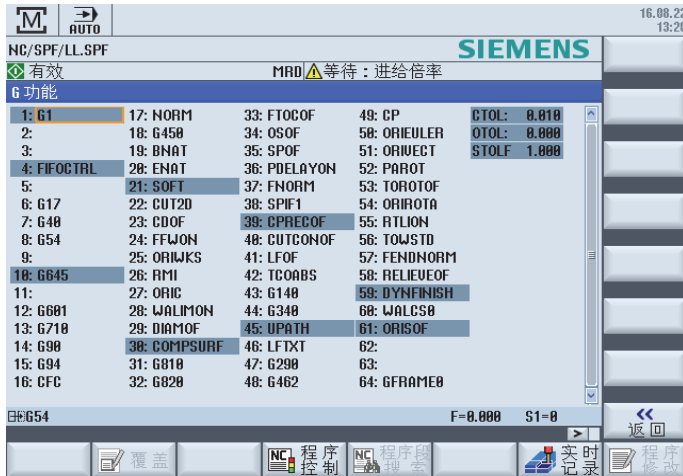 M AUTO 16.08.22
13:20
NC/SPF/LL.SPF SIEMENS
有效 MRD 等待：进给倍率
G功能
1: G1 17: NORM 33: FTOCOF 49: CP CTOL: 0.010
2: 18: G450 34: OSOF 50: ORIEULER OTOL: 0.000
3: 19: BNAT 35: SPOF 51: ORIVECT STOLF 1.000
4: FIFOCTRL 20: ENAT 36: PDELAYON 52: PAROT
5: 21: SOFT 37: FNORM 53: TOROTOF
6: G17 22: CUT2D 38: SPIF1 54: ORIROTA
7: G40 23: CDOF 39: CPRECOF 55: RTLION
8: G54 24: FFWON 40: CUTCONOF 56: TOWSTD
9: 25: ORIWKS 41: LFOF 57: FENDNORM
10: G645 26: RMI 42: TCOABS 58: RELIEVEOF
11: 27: ORIC 43: G140 59: DYNFINISH
12: G601 28: WALIMON 44: G340 60: WALCS0
13: G710 29: DIAMOF 45: UPATH 61: ORISOF
14: G90 30: COMPSURF 46: LFTXT 62:
15: G94 31: G810 47: G290 63:
16: CFC 32: G820 48: G462 64: GFRAME0
G54 F=0.000 S1=0
<< 返回
>
覆盖 NC 程序控制 NC 程序段搜索 实时记录 程序修改